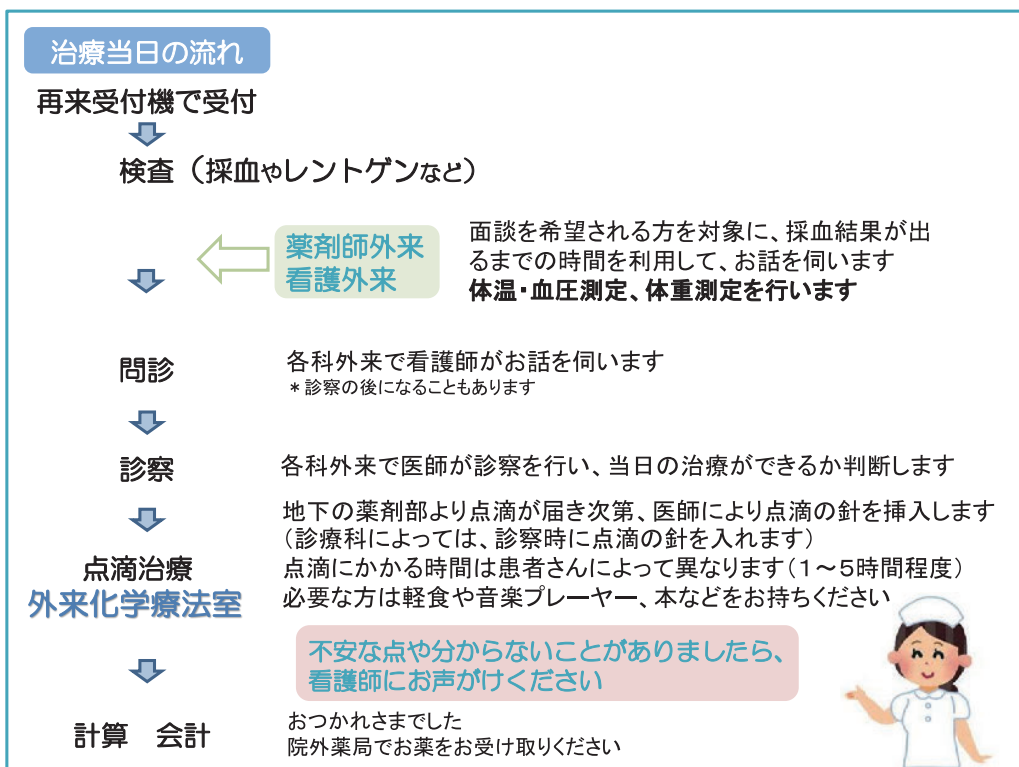 治療当日の流れ
再来受付機で受付
検査（採血やレントゲンなど）
薬剤師外来
看護外来
面談を希望される方を対象に、採血結果が出
るまでの時間を利用して、お話を伺います
体温・血圧測定、体重測定を行います
問診
各科外来で看護師がお話を伺います
＊診察の後になることもあります
診察
各科外来で医師が診察を行い、当日の治療ができるか判断します
点滴治療
外来化学療法室
地下の薬剤部より点滴が届き次第、医師により点滴の針を挿入します
（診療科によっては、診察時に点滴の針を入れます）
点滴にかかる時間は患者さんによって異なります（１～５時間程度）
必要な方は軽食や音楽プレーヤー、本などをお持ちください
不安な点や分からないことがありましたら、
看護師にお声がけください
計算　会計
おつかれさまでした
院外薬局でお薬をお受け取りください